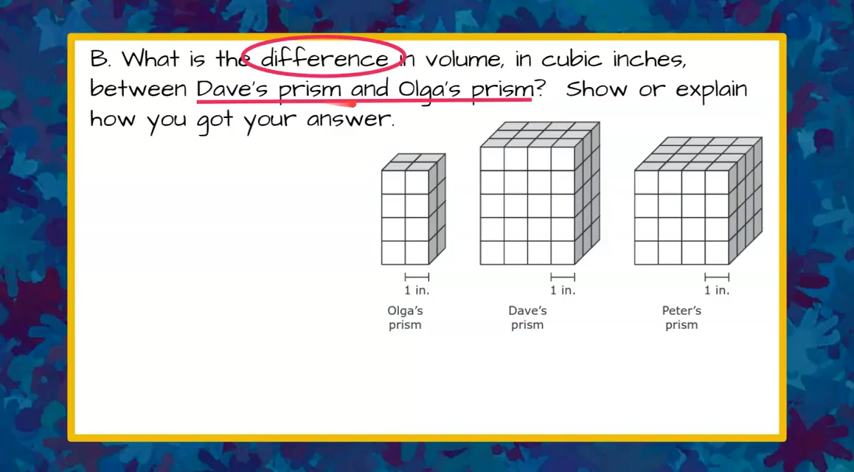 B. What is the difference in volume, in cubic inches,
between Dave's prism and Olga's prism? Show or explain
how you got your answer.
1 in. 1 in. 1 in.
Olga's Dave's Peter's
prism prism prism